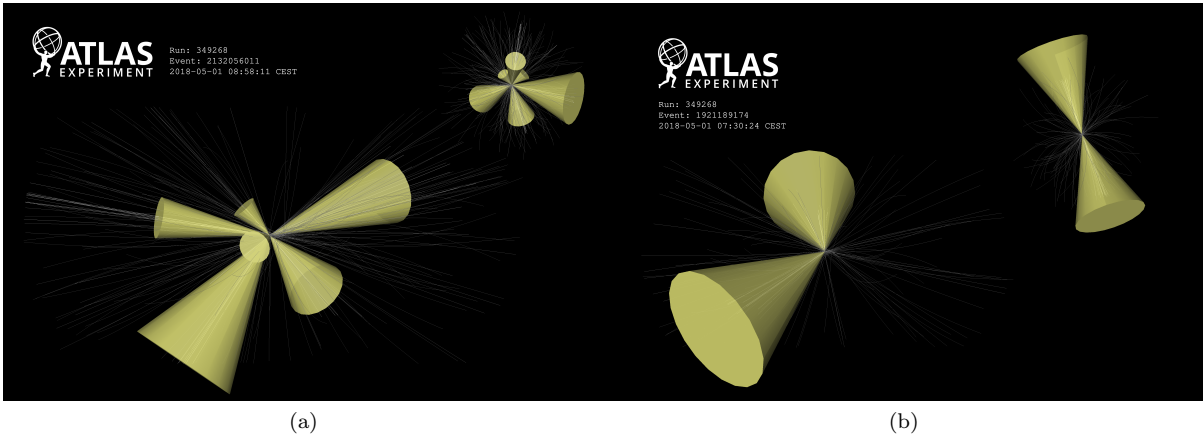 ATLAS
EXPERIMENT
Run: 349268
Event: 2132056011
2018-05-01 08:58:11 CEST
ATLAS
EXPERIMENT
Run: 349268
Event: 1921189174
2018-05-01 07:30:24 CEST
(a)
(b)